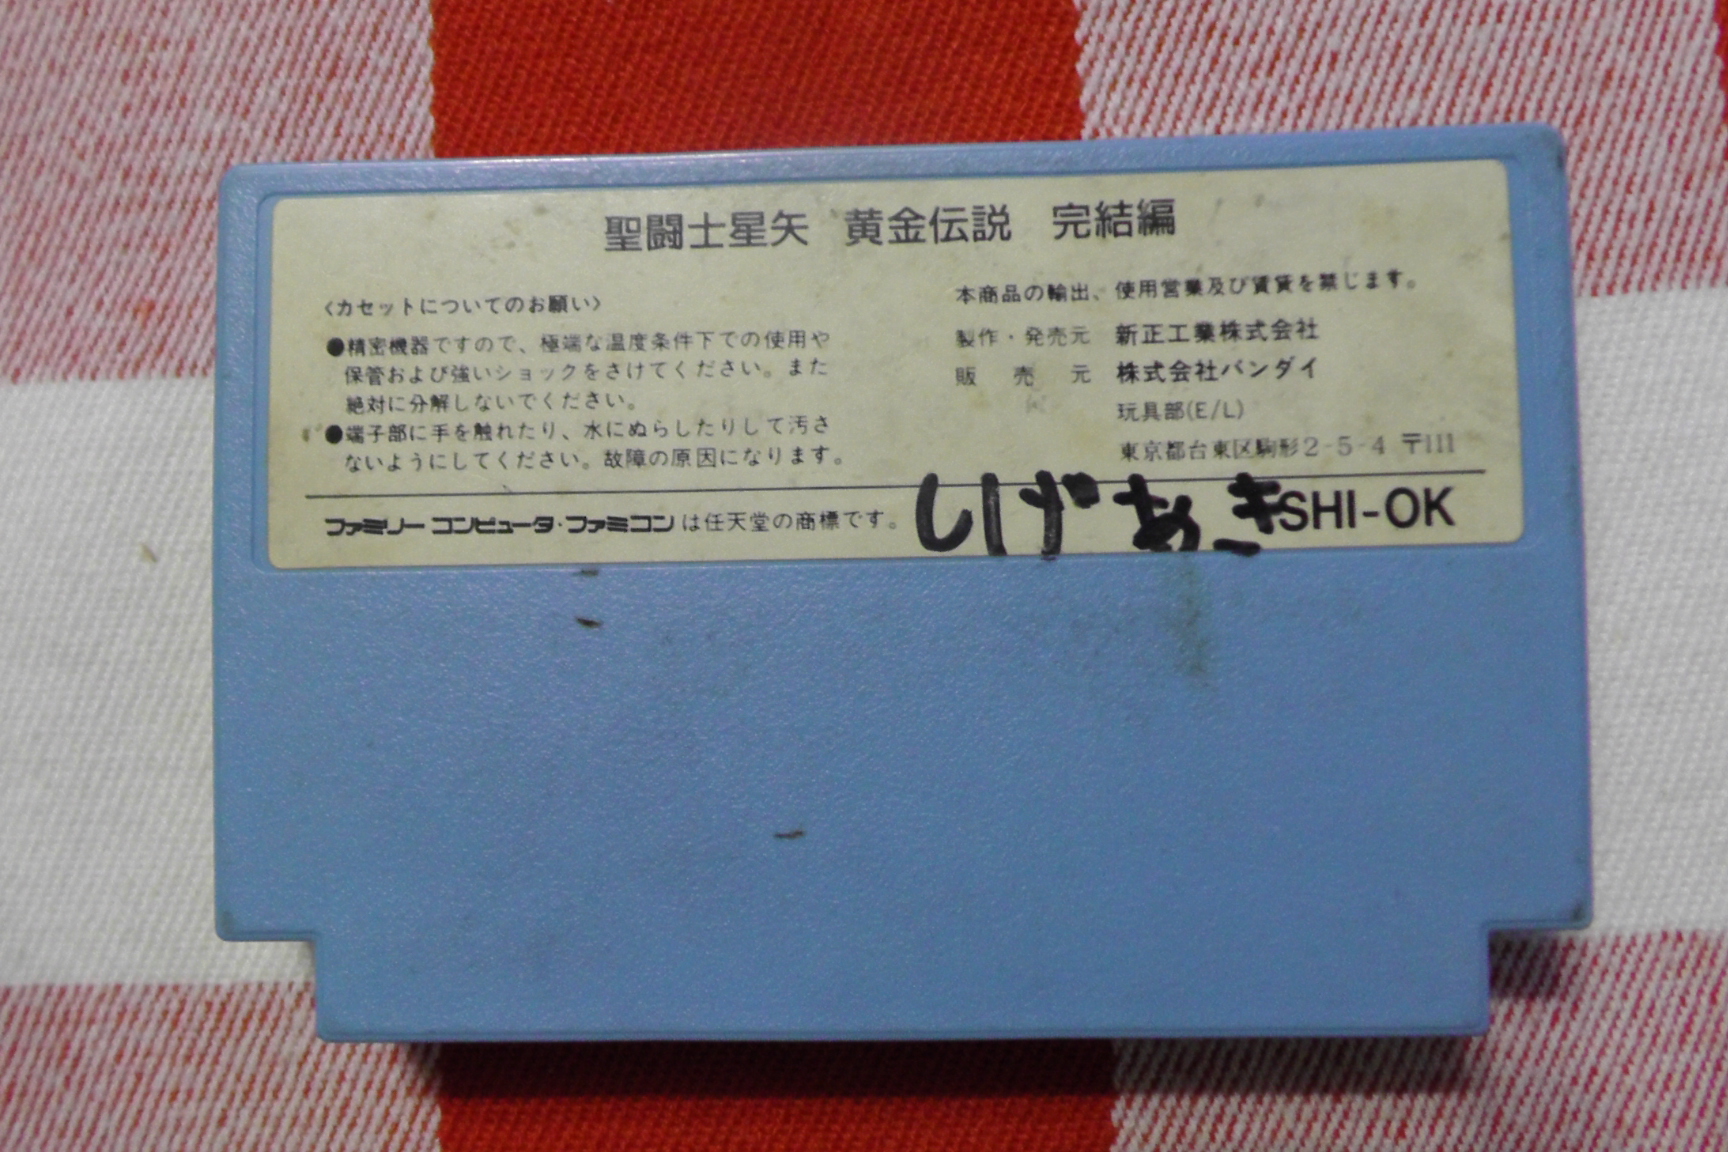 聖闘士星矢 黄金伝説 完結編
〈カセットについてのお願い〉
●精密機器ですので、極端な温度条件下での使用や
保管および強いショックをさけてください。また
絶対に分解しないでください。
●端子部に手を触れたり、水にぬらしたりして汚さ
ないようにしてください。故障の原因になります。
本商品の輸出、使用営業及び賃貸を禁じます。
製作・発売元 新正工業株式会社
販売元 株式会社バンダイ
玩具部(E/L)
東京都台東区駒形2-5-4 〒111
ファミリーコンピュータ・ファミコンは任天堂の商標です。
しげあき
SHI-OK